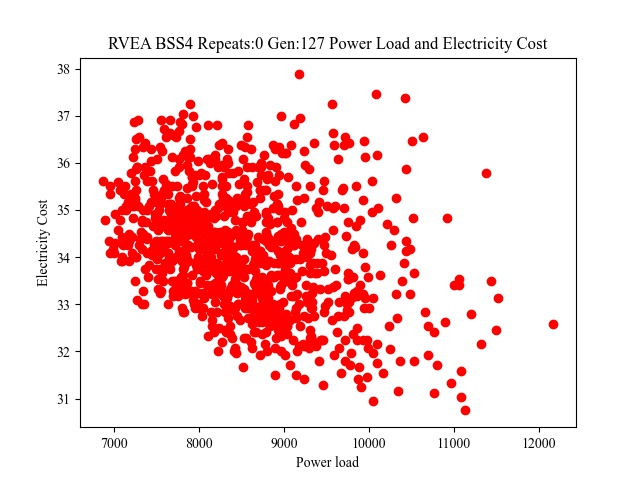 RVEA BSS4 Repeats:0 Gen:127 Power Load and Electricity Cost
38
37
36
35
34
33
32
31
Electricity Cost
7000 8000 9000 10000 11000 12000
Power load